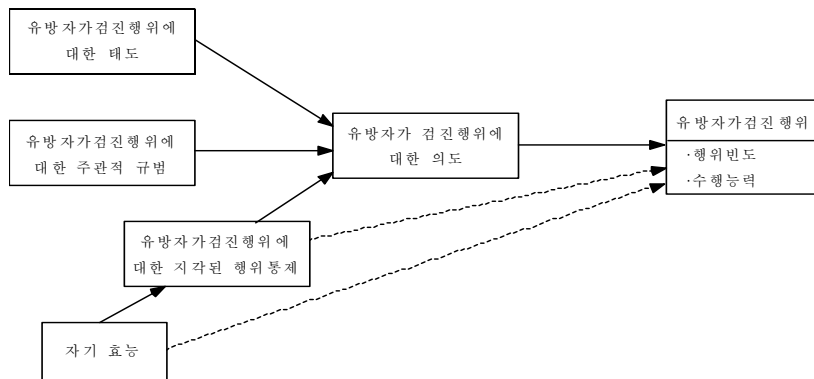 유방자가검진행위에
대한 태도
유방자가검진행위에
대한 주관적 규범
유방자가 검진행위에
대한 의도
유방자가검진행위
·행위빈도
·수행능력
유방자가검진행위에
대한 지각된 행위통제
자기 효능